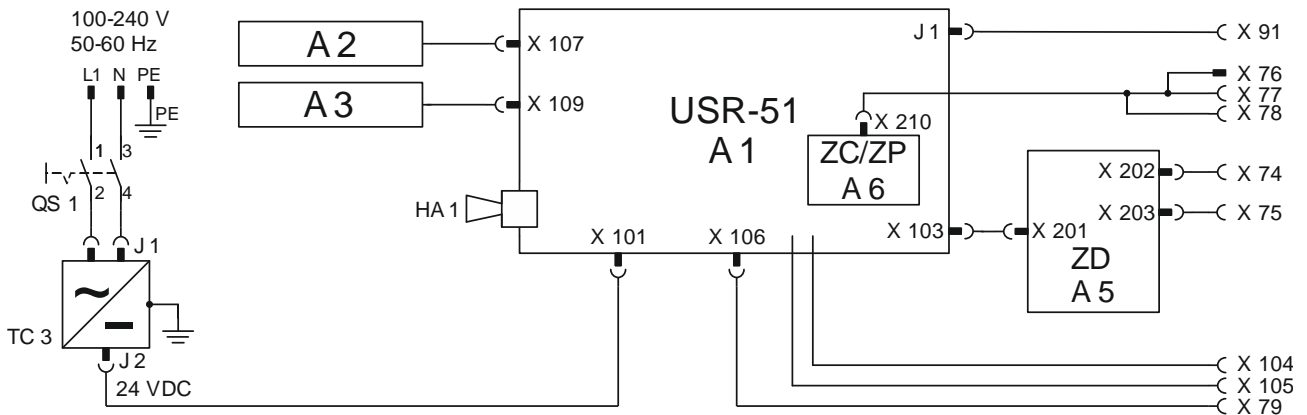 100-240 V
50-60 Hz
L1 N PE
PE
1 3
2 4
QS 1
J 1
TC 3
J 2
24 VDC
A 2
A 3
X 107
X 109
HA 1
USR-51
A 1
X 101
X 106
J 1
X 210
ZC/ZP
A 6
X 103
X 201
X 202
X 203
ZD
A 5
X 91
X 76
X 77
X 78
X 74
X 75
X 104
X 105
X 79